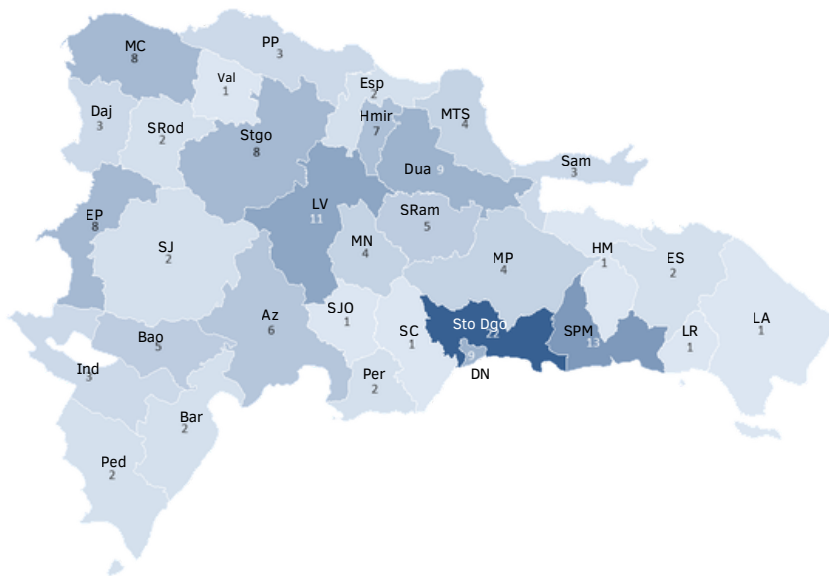 MC
8
PP
3
Val
1
Esp
2
Daj
3
SRod
2
Stgo
8
Hmir
7
MTS
4
Dua 9
Sam
3
EP
8
LV
11
SRam
5
SJ
2
MN
4
MP
4
HM
1
ES
2
Az
6
SJO
1
SC
1
Sto Dgo
22
SPM
13
LR
1
LA
1
Bao
5
9
DN
Ind
3
Per
2
Bar
2
Ped
2